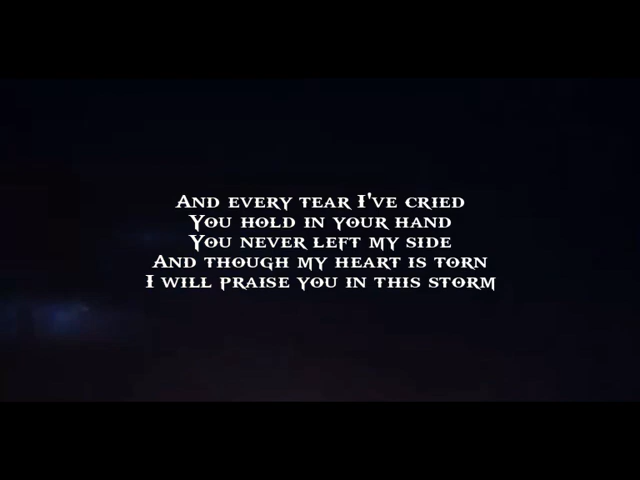 And every tear I've cried
You hold in your hand
You never left my side
And though my heart is torn
I will praise you in this storm